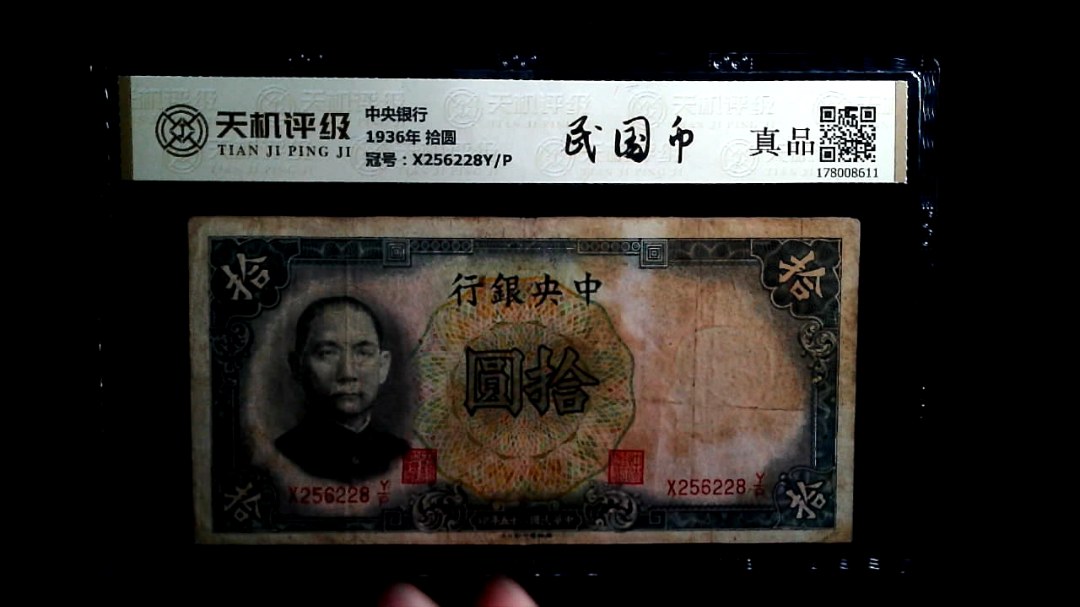 天机评级
TIAN JI PING JI
中央银行
1936年 拾圆
冠号：X256228Y/P
民国币
真品
178008611
拾
拾
行銀央中
圓拾
X256228 Y/P
X256228 Y/P
拾
拾